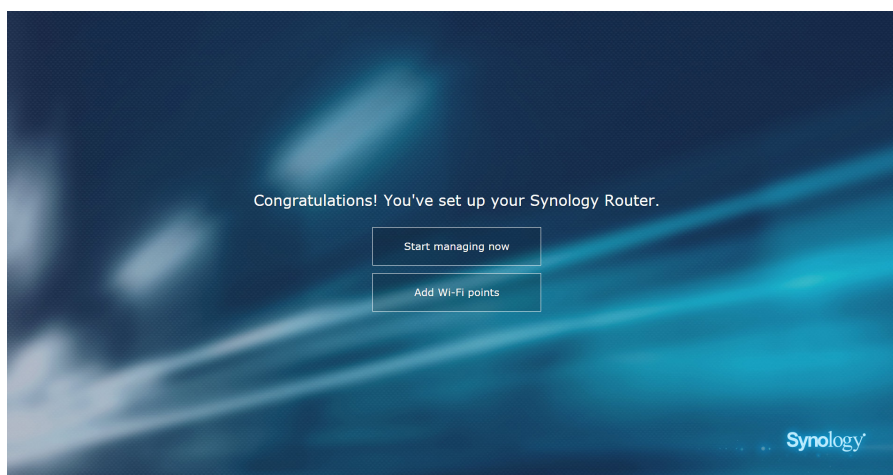 Congratulations! You've set up your Synology Router.
Start managing now
Add Wi-Fi points
Synology